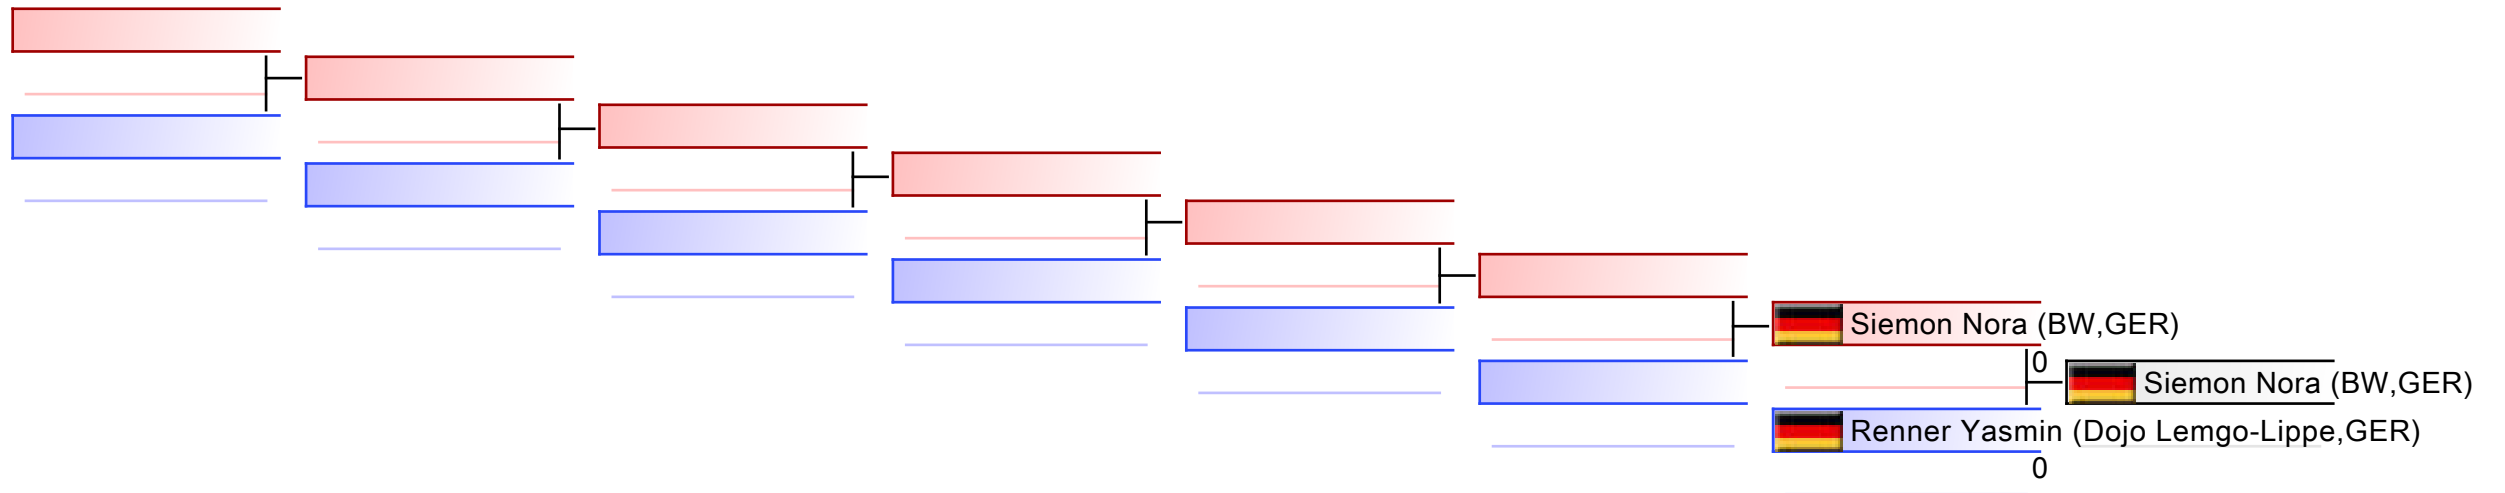 Siemon Nora (BW,GER)
0
Siemon Nora (BW,GER)
Renner Yasmin (Dojo Lemgo-Lippe,GER)
0